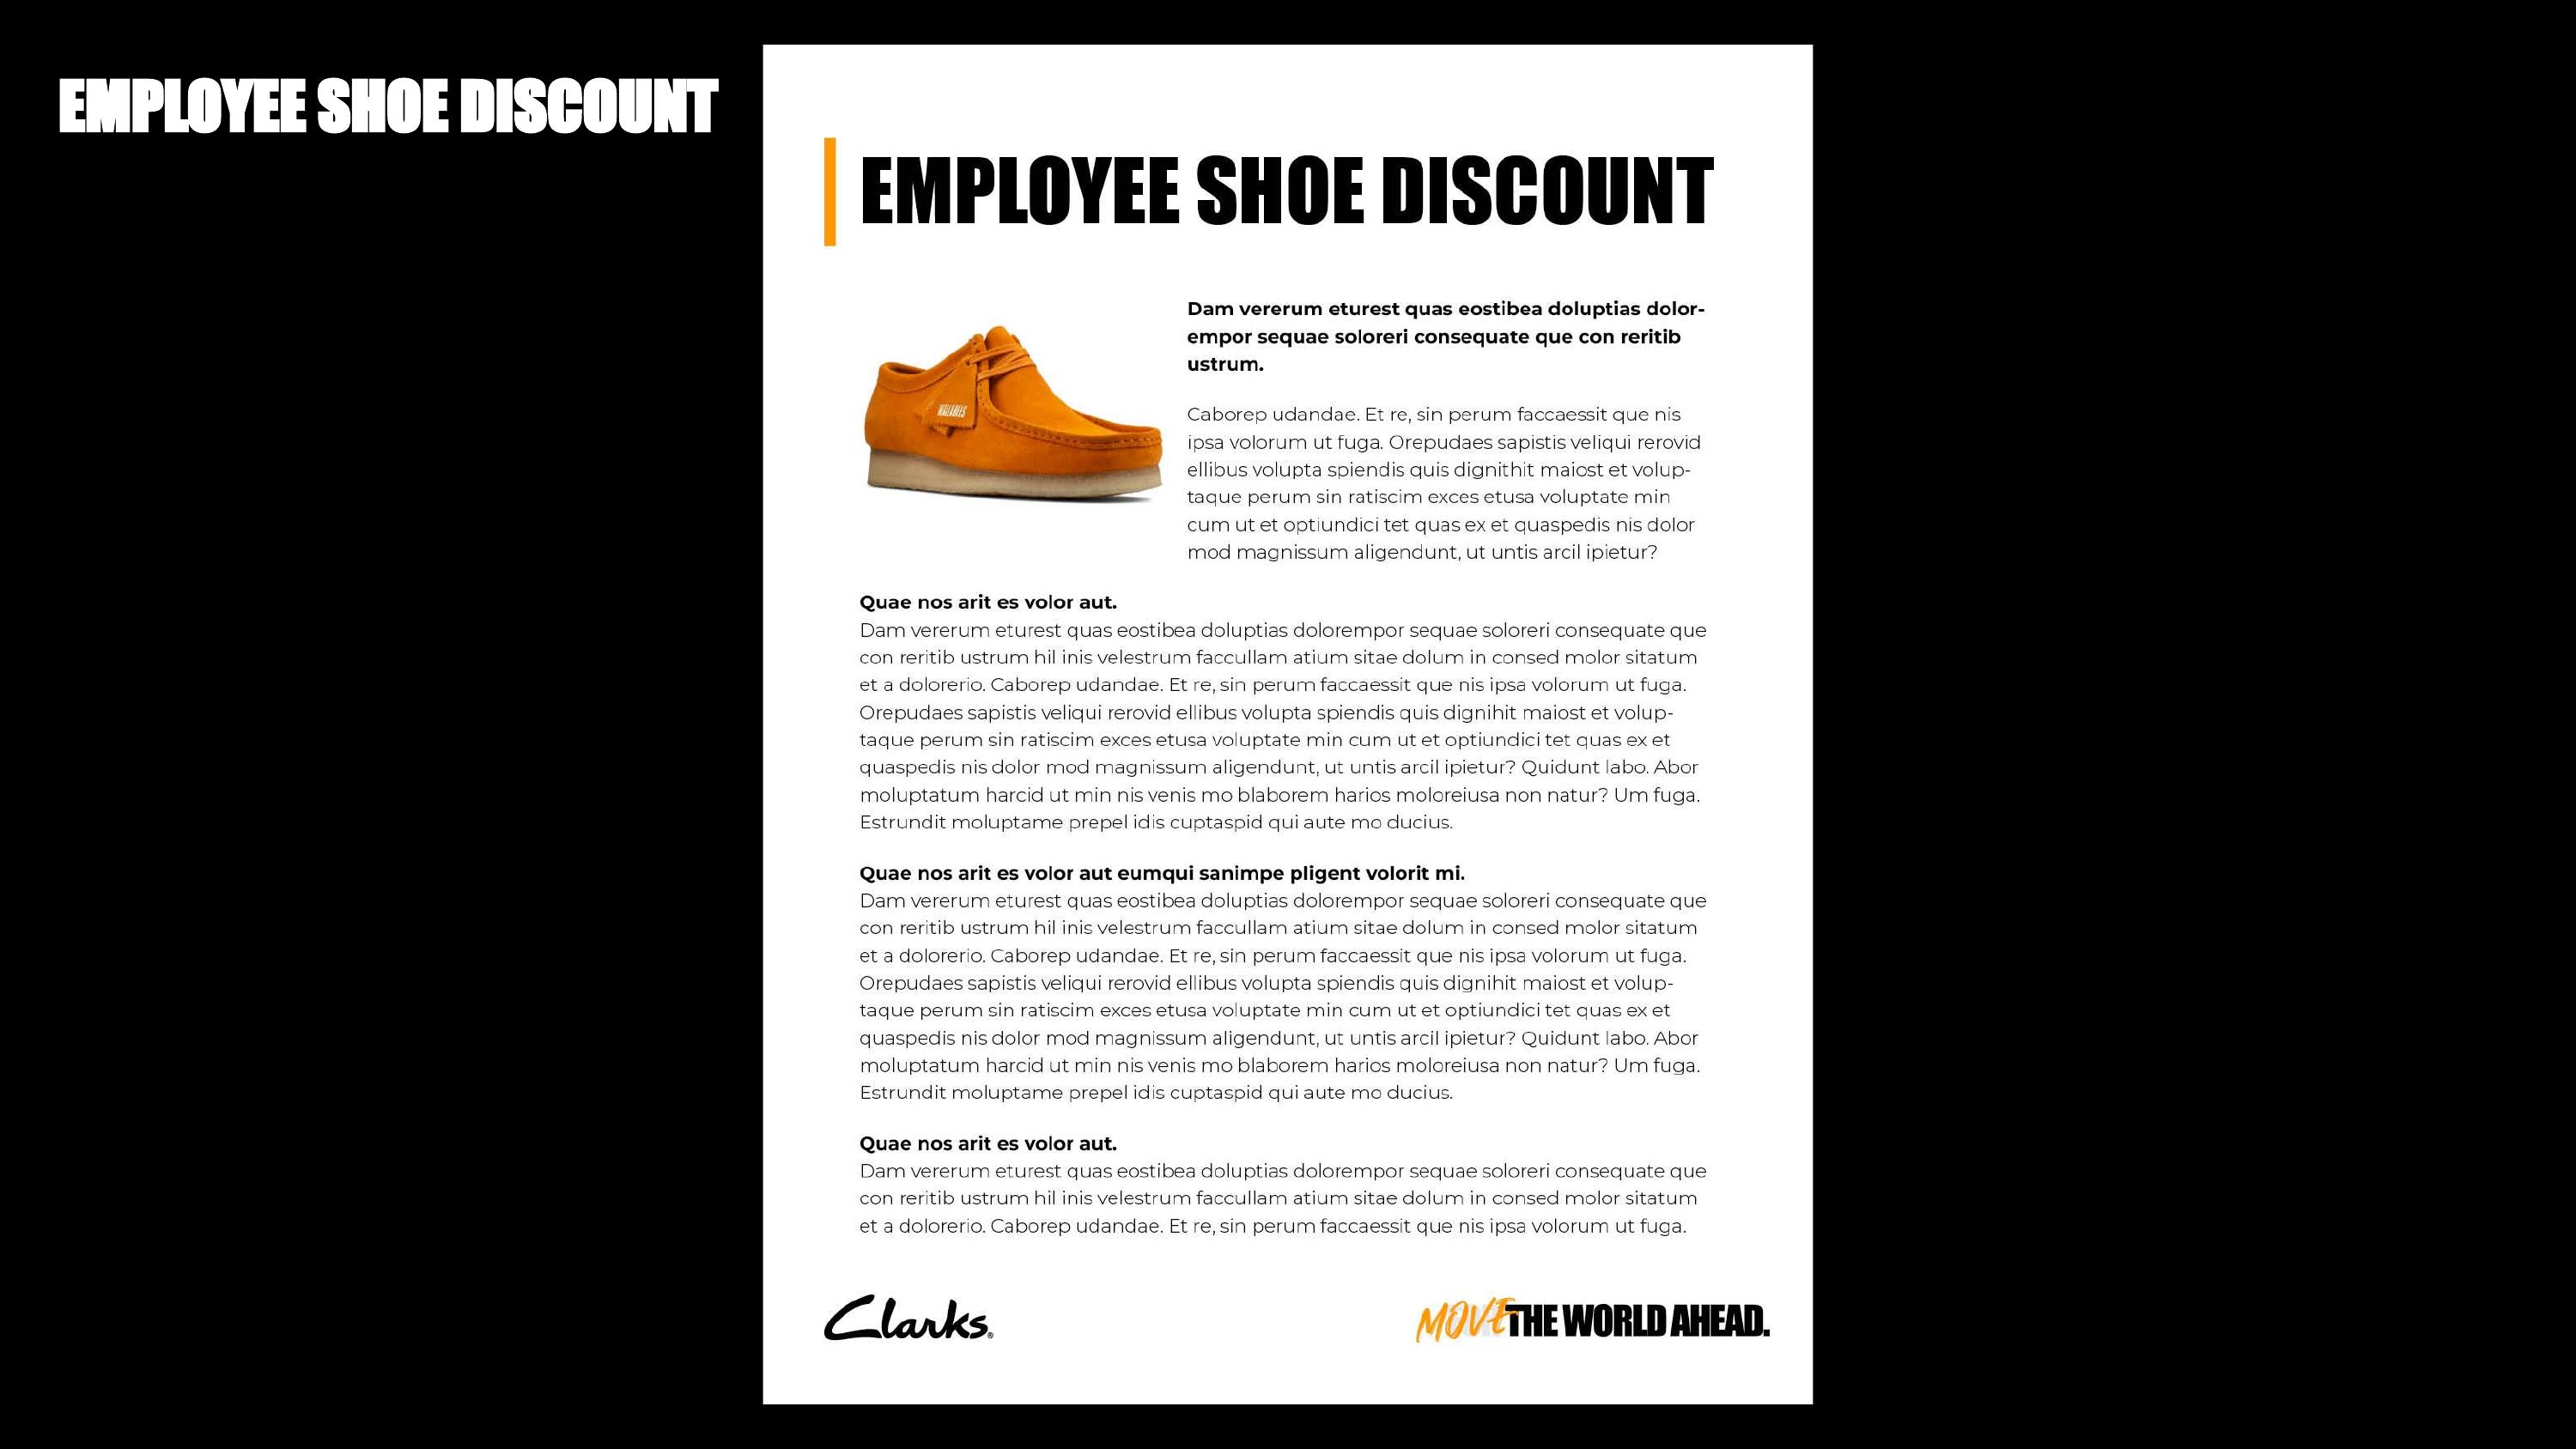 EMPLOYEE SHOE DISCOUNT
EMPLOYEE SHOE DISCOUNT
WALLABEES
Dam vererum eturest quas eostibea doluptias dolor-
empor sequae soloreri consequate que con reritib
ustrum.
Caborep udandae. Et re, sin perum faccaessit que nis
ipsa volorum ut fuga. Orepudaes sapistis veliqui rerovid
ellibus volupta spiendis quis dignithit maiost et volup-
taque perum sin ratiscim exces etusa voluptate min
cum ut et optiundici tet quas ex et quaspedis nis dolor
mod magnissum aligendunt, ut untis arcil ipietur?
Quae nos arit es volor aut.
Dam vererum eturest quas eostibea doluptias dolorempor sequae soloreri consequate que
con reritib ustrum hil inis velestrum faccullam atium sitae dolum in consed molor sitatum
et a dolorerio. Caborep udandae. Et re, sin perum faccaessit que nis ipsa volorum ut fuga.
Orepudaes sapistis veliqui rerovid ellibus volupta spiendis quis dignihit maiost et volup-
taque perum sin ratiscim exces etusa voluptate min cum ut et optiundici tet quas ex et
quaspedis nis dolor mod magnissum aligendunt, ut untis arcil ipietur? Quidunt labo. Abor
moluptatum harcid ut min nis venis mo blaborem harios moloreiusa non natur? Um fuga.
Estrundit moluptame prepel idis cuptaspid qui aute mo ducius.
Quae nos arit es volor aut eumqui sanimpe pligent volorit mi.
Dam vererum eturest quas eostibea doluptias dolorempor sequae soloreri consequate que
con reritib ustrum hil inis velestrum faccullam atium sitae dolum in consed molor sitatum
et a dolorerio. Caborep udandae. Et re, sin perum faccaessit que nis ipsa volorum ut fuga.
Orepudaes sapistis veliqui rerovid ellibus volupta spiendis quis dignihit maiost et volup-
taque perum sin ratiscim exces etusa voluptate min cum ut et optiundici tet quas ex et
quaspedis nis dolor mod magnissum aligendunt, ut untis arcil ipietur? Quidunt labo. Abor
moluptatum harcid ut min nis venis mo blaborem harios moloreiusa non natur? Um fuga.
Estrundit moluptame prepel idis cuptaspid qui aute mo ducius.
Quae nos arit es volor aut.
Dam vererum eturest quas eostibea doluptias dolorempor sequae soloreri consequate que
con reritib ustrum hil inis velestrum faccullam atium sitae dolum in consed molor sitatum
et a dolorerio. Caborep udandae. Et re, sin perum faccaessit que nis ipsa volorum ut fuga.
Clarks®
MOVE THE WORLD AHEAD.